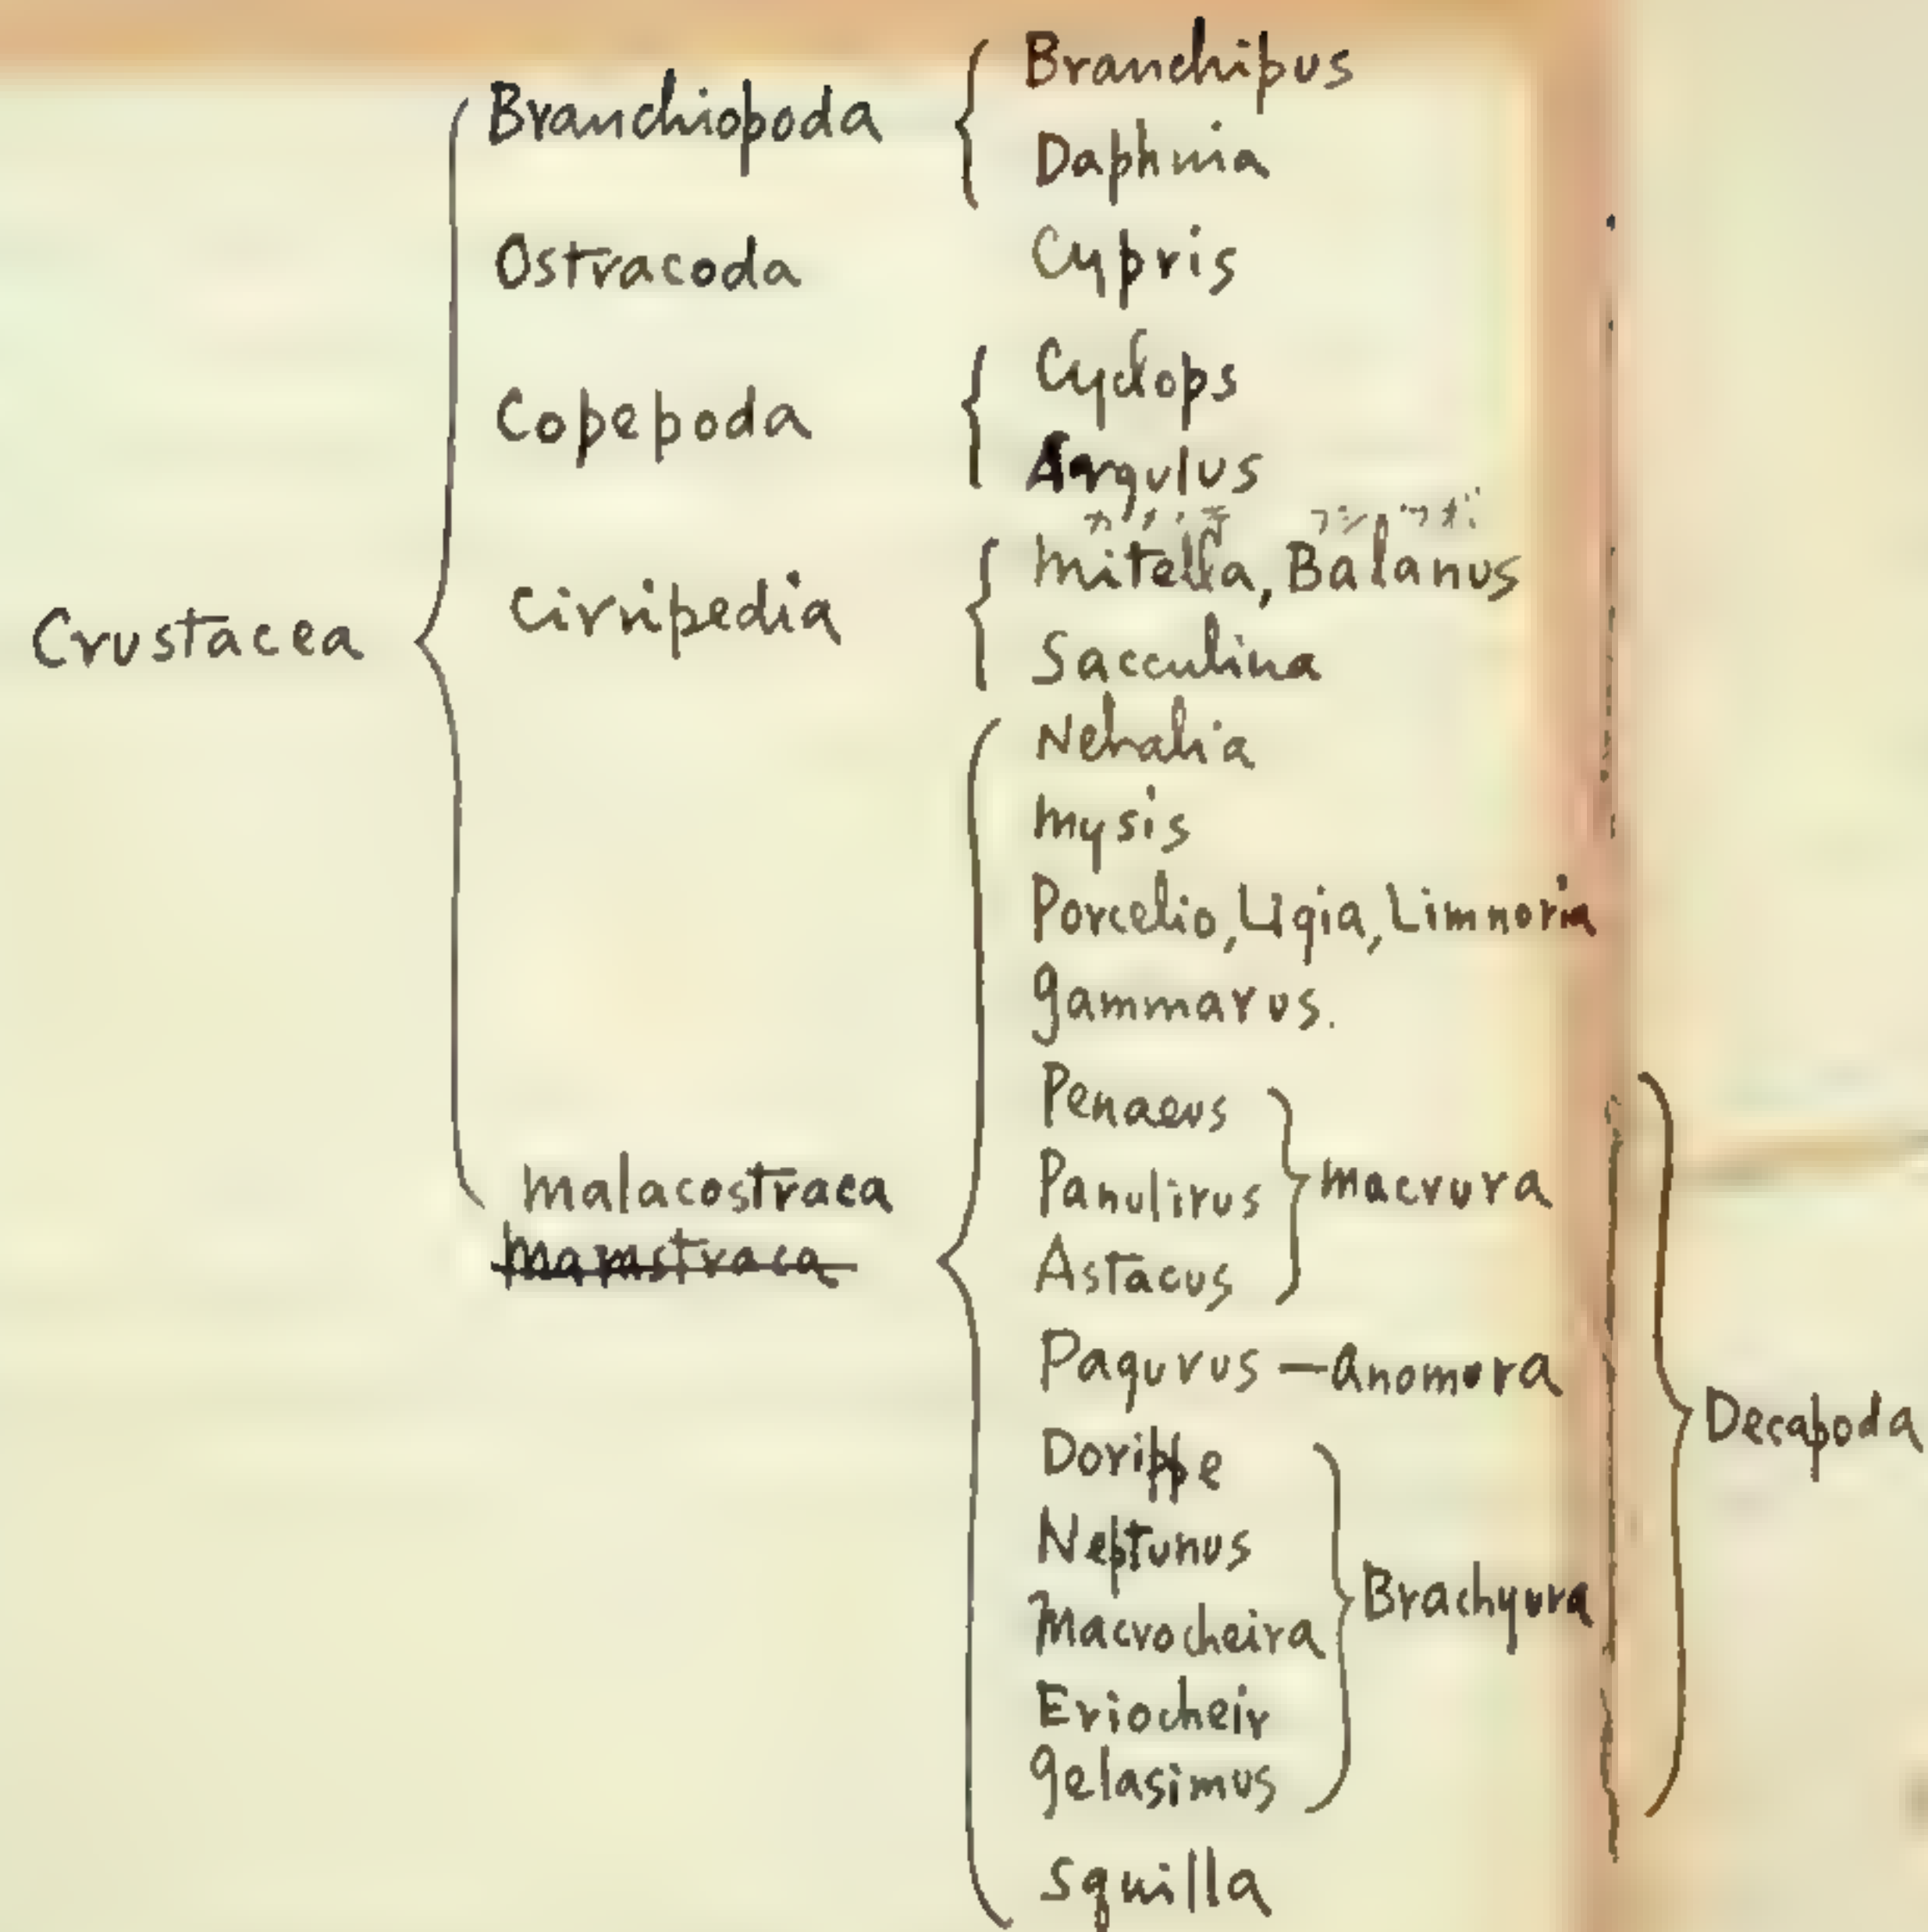 Crustacea
Branchiopoda
Branchipus
Daphnia
Ostracoda
Cypris
Copepoda
Cyclops
Argulus
Cirripedia
カメノテ フジツボ
Mitella, Balanus
Sacculina
Malacostraca
Nebalia
Mysis
Porcelio, Ligia, Limnoria
Gammarus.
Penaeus
Panulirus
Astacus
Macrura
Pagurus — Anomura
Dorippe
Neptunus
Macrocheira
Eriocheir
Gelasimus
Brachyura
Decapoda
Squilla